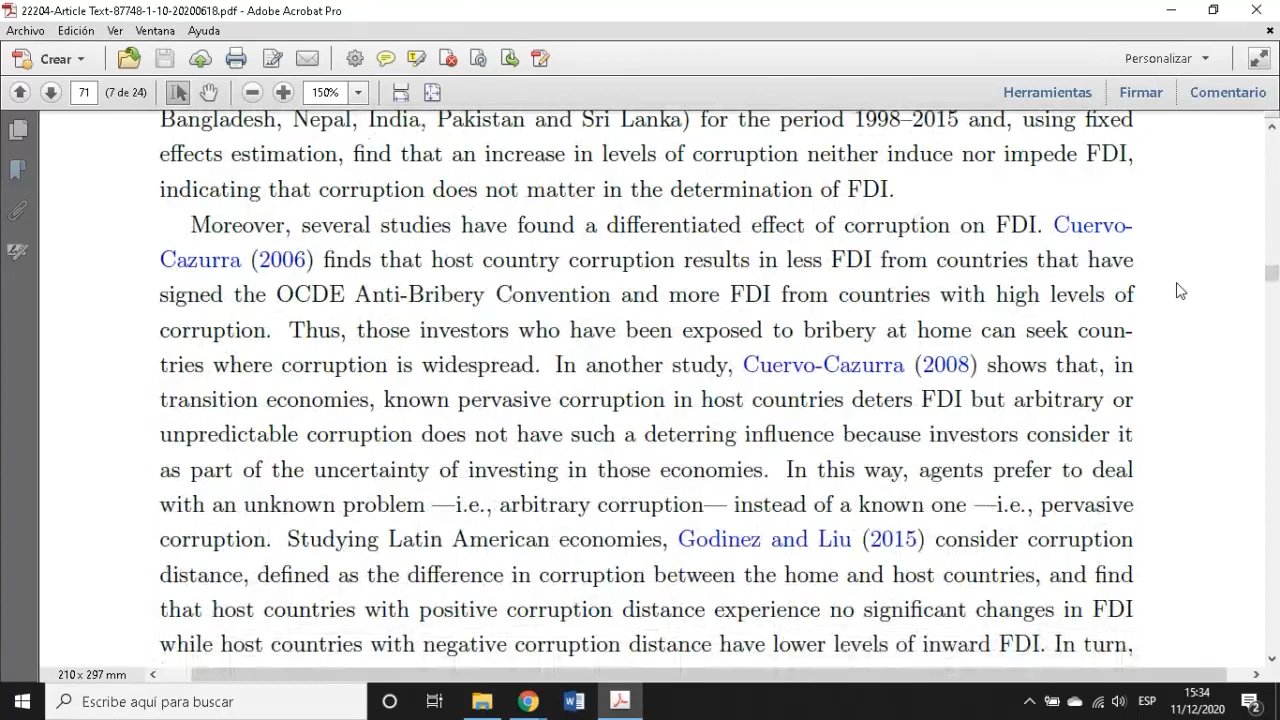 22204-Article Text-87748-1-10-20200618.pdf - Adobe Acrobat Pro
Archivo Edición Ver Ventana Ayuda
Crear Personalizar
71 (7 de 24) 150% Herramientas Firmar Comentario
Bangladesh, Nepal, India, Pakistan and Sri Lanka) for the period 1998–2015 and, using fixed
effects estimation, find that an increase in levels of corruption neither induce nor impede FDI,
indicating that corruption does not matter in the determination of FDI.
Moreover, several studies have found a differentiated effect of corruption on FDI. Cuervo-
Cazurra (2006) finds that host country corruption results in less FDI from countries that have
signed the OCDE Anti-Bribery Convention and more FDI from countries with high levels of
corruption. Thus, those investors who have been exposed to bribery at home can seek coun-
tries where corruption is widespread. In another study, Cuervo-Cazurra (2008) shows that, in
transition economies, known pervasive corruption in host countries deters FDI but arbitrary or
unpredictable corruption does not have such a deterring influence because investors consider it
as part of the uncertainty of investing in those economies. In this way, agents prefer to deal
with an unknown problem —i.e., arbitrary corruption— instead of a known one —i.e., pervasive
corruption. Studying Latin American economies, Godinez and Liu (2015) consider corruption
distance, defined as the difference in corruption between the home and host countries, and find
that host countries with positive corruption distance experience no significant changes in FDI
while host countries with negative corruption distance have lower levels of inward FDI. In turn,
210 x 297 mm
Escribe aquí para buscar
ESP
15:34
11/12/2020
2